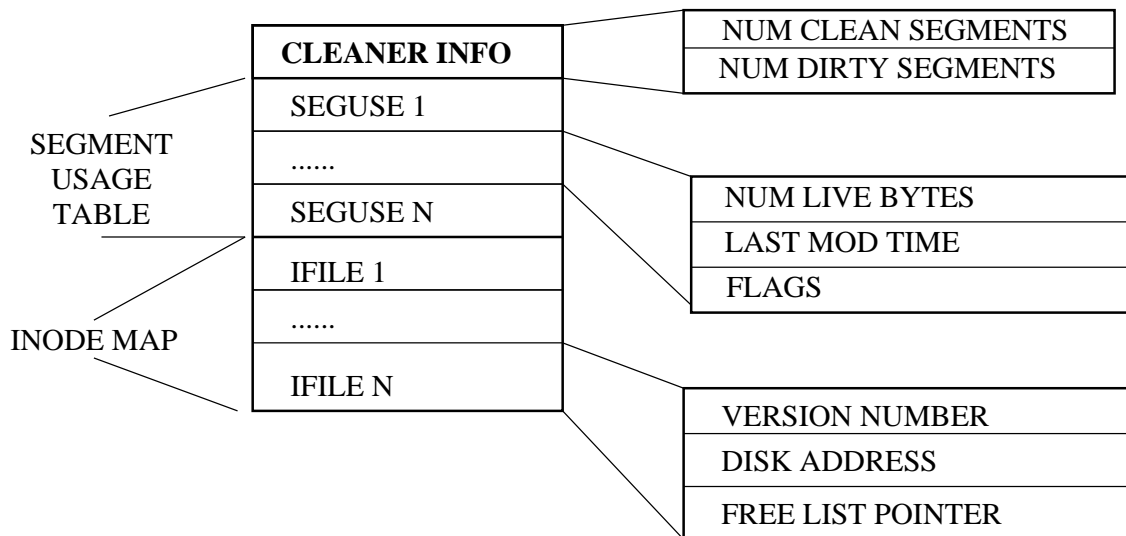 CLEANER INFO
SEGUSE 1
......
SEGUSE N
IFILE 1
......
IFILE N
SEGMENT
USAGE
TABLE
INODE MAP
NUM CLEAN SEGMENTS
NUM DIRTY SEGMENTS
NUM LIVE BYTES
LAST MOD TIME
FLAGS
VERSION NUMBER
DISK ADDRESS
FREE LIST POINTER